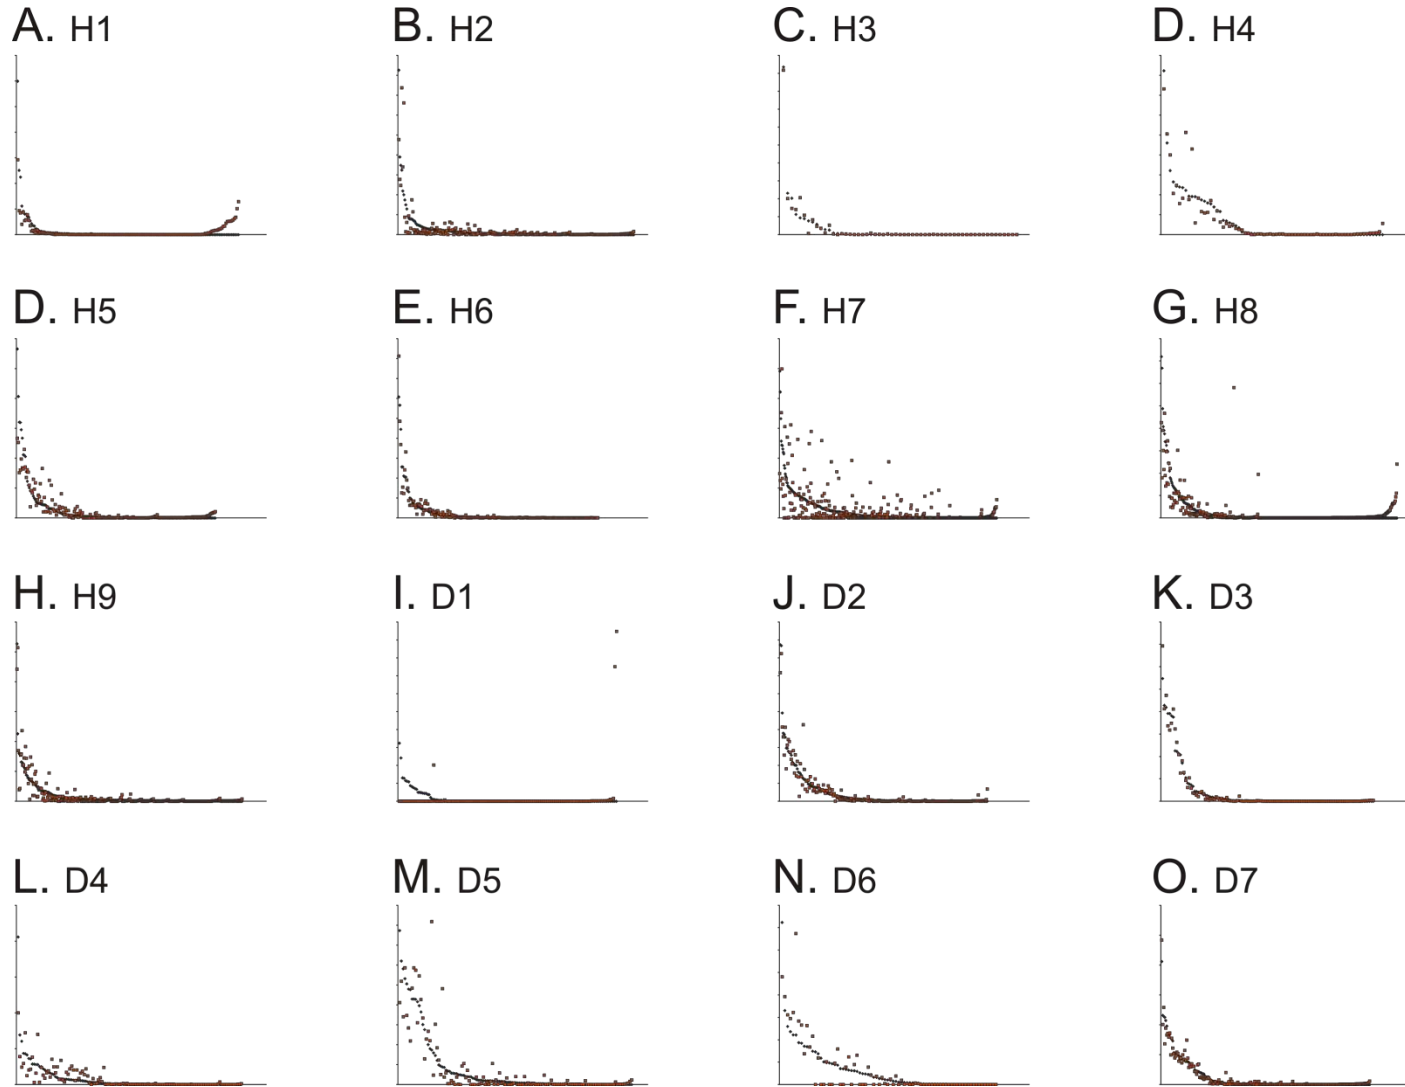 A. H1
B. H2
C. H3
D. H4
D. H5
E. H6
F. H7
G. H8
H. H9
I. D1
J. D2
K. D3
L. D4
M. D5
N. D6
O. D7